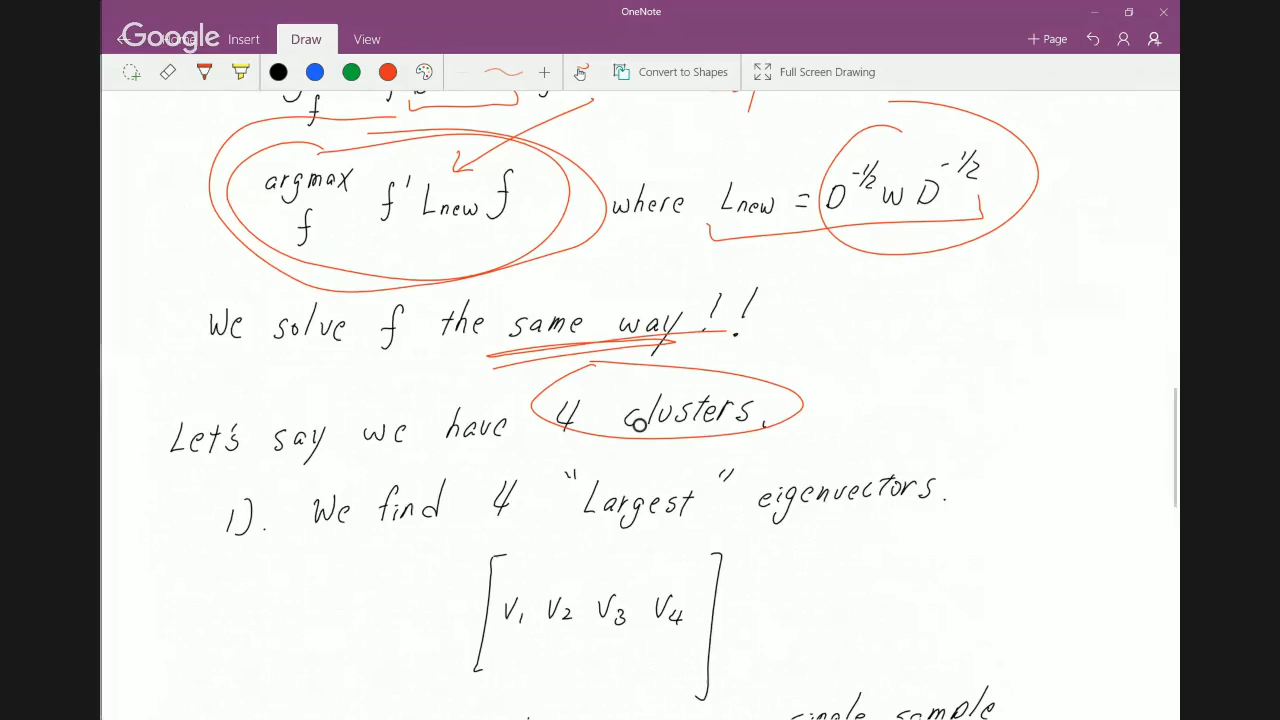 OneNote
Google
Insert Draw View + Page
Convert to Shapes Full Screen Drawing
f
argmax f' Lnew f where Lnew = D^-1/2 W D^-1/2
f
We solve f the same way!!
Let's say we have 4 clusters.
1). We find 4 "Largest" eigenvectors.
[V1 V2 V3 V4]
single sample